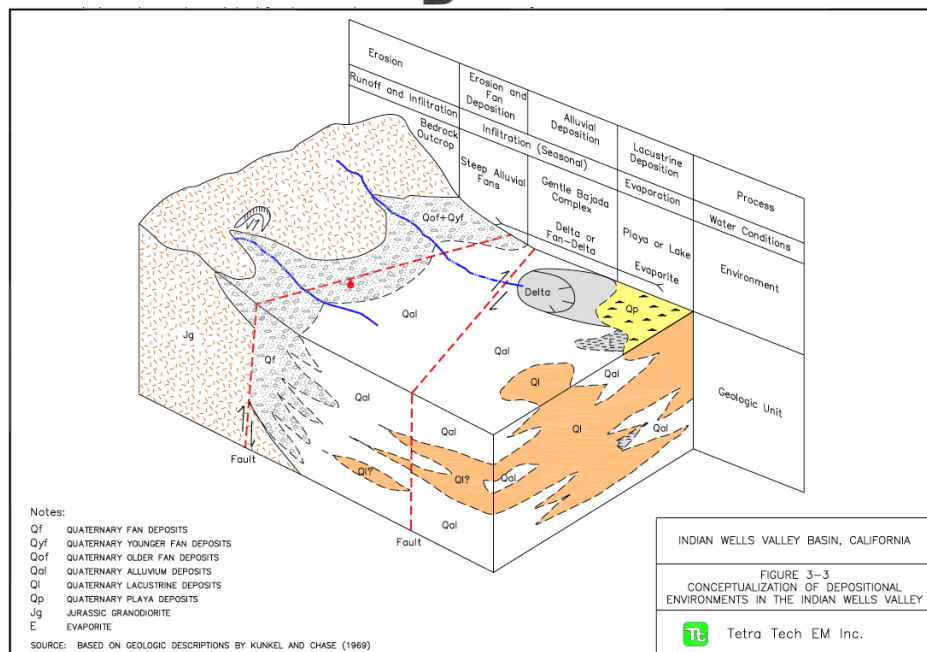 Erosion
Erosion and
Fan
Deposition
Alluvial
Deposition
Lacustrine
Deposition
Process
Runoff and Infiltration
Infiltration (Seasonal)
Evaporation
Water Conditions
Bedrock
Outcrop
Steep Alluvial
Fans
Gentle Bajada
Complex
Delta or
Fan-Delta
Playa or Lake
Evaparite
Environment
Geologic Unit
Qof+Qyf
Delta
Qp
Qal
Jg
Qf
Qal
Qal
Ql
Qal
Qal
Ql
Qal
Ql?
Ql?
Qal
Qal
Fault
Fault
Notes:
Qf QUATERNARY FAN DEPOSITS
Qyf QUATERNARY YOUNGER FAN DEPOSITS
Qof QUATERNARY OLDER FAN DEPOSITS
Qal QUATERNARY ALLUVIUM DEPOSITS
Ql QUATERNARY LACUSTRINE DEPOSITS
Qp QUATERNARY PLAYA DEPOSITS
Jg JURASSIC GRANODIORITE
E EVAPORITE
SOURCE: BASED ON GEOLOGIC DESCRIPTIONS BY KUNKEL AND CHASE (1969)
INDIAN WELLS VALLEY BASIN, CALIFORNIA
FIGURE 3-3
CONCEPTUALIZATION OF DEPOSITIONAL
ENVIRONMENTS IN THE INDIAN WELLS VALLEY
Tt Tetra Tech EM Inc.